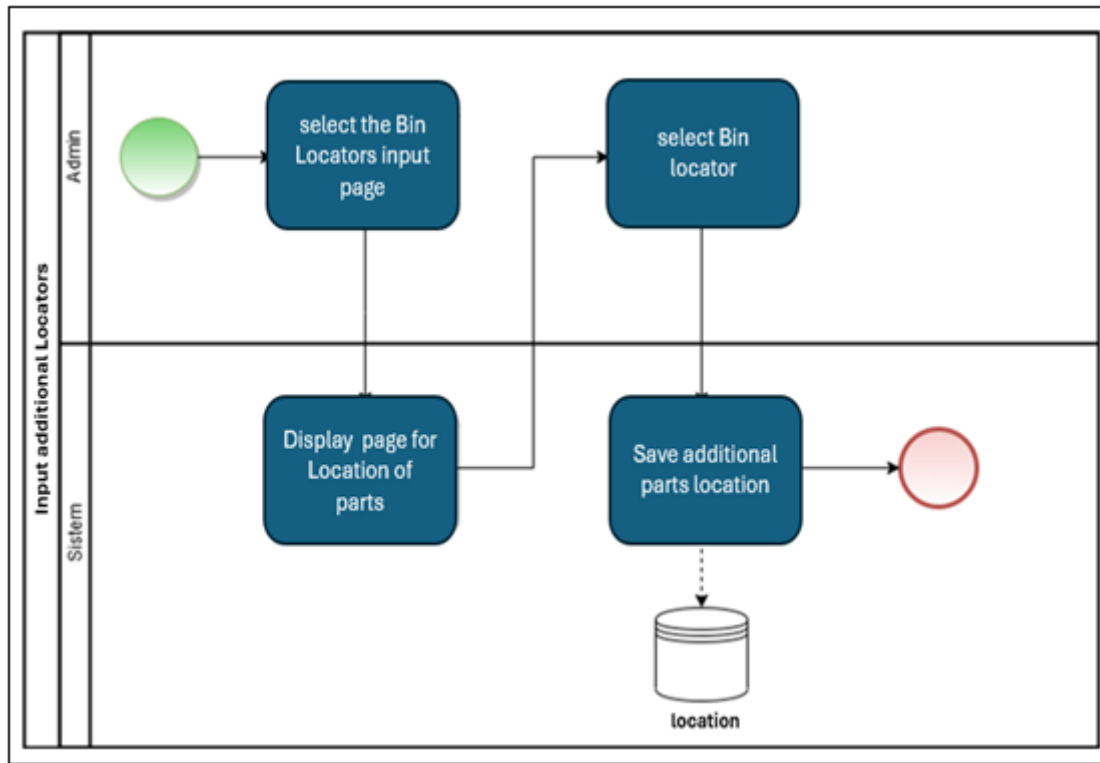 Input additional Locators
Admin
select the Bin
Locators input
page
select Bin
locator
Sistem
Display page for
Location of
parts
Save additional
parts location
location